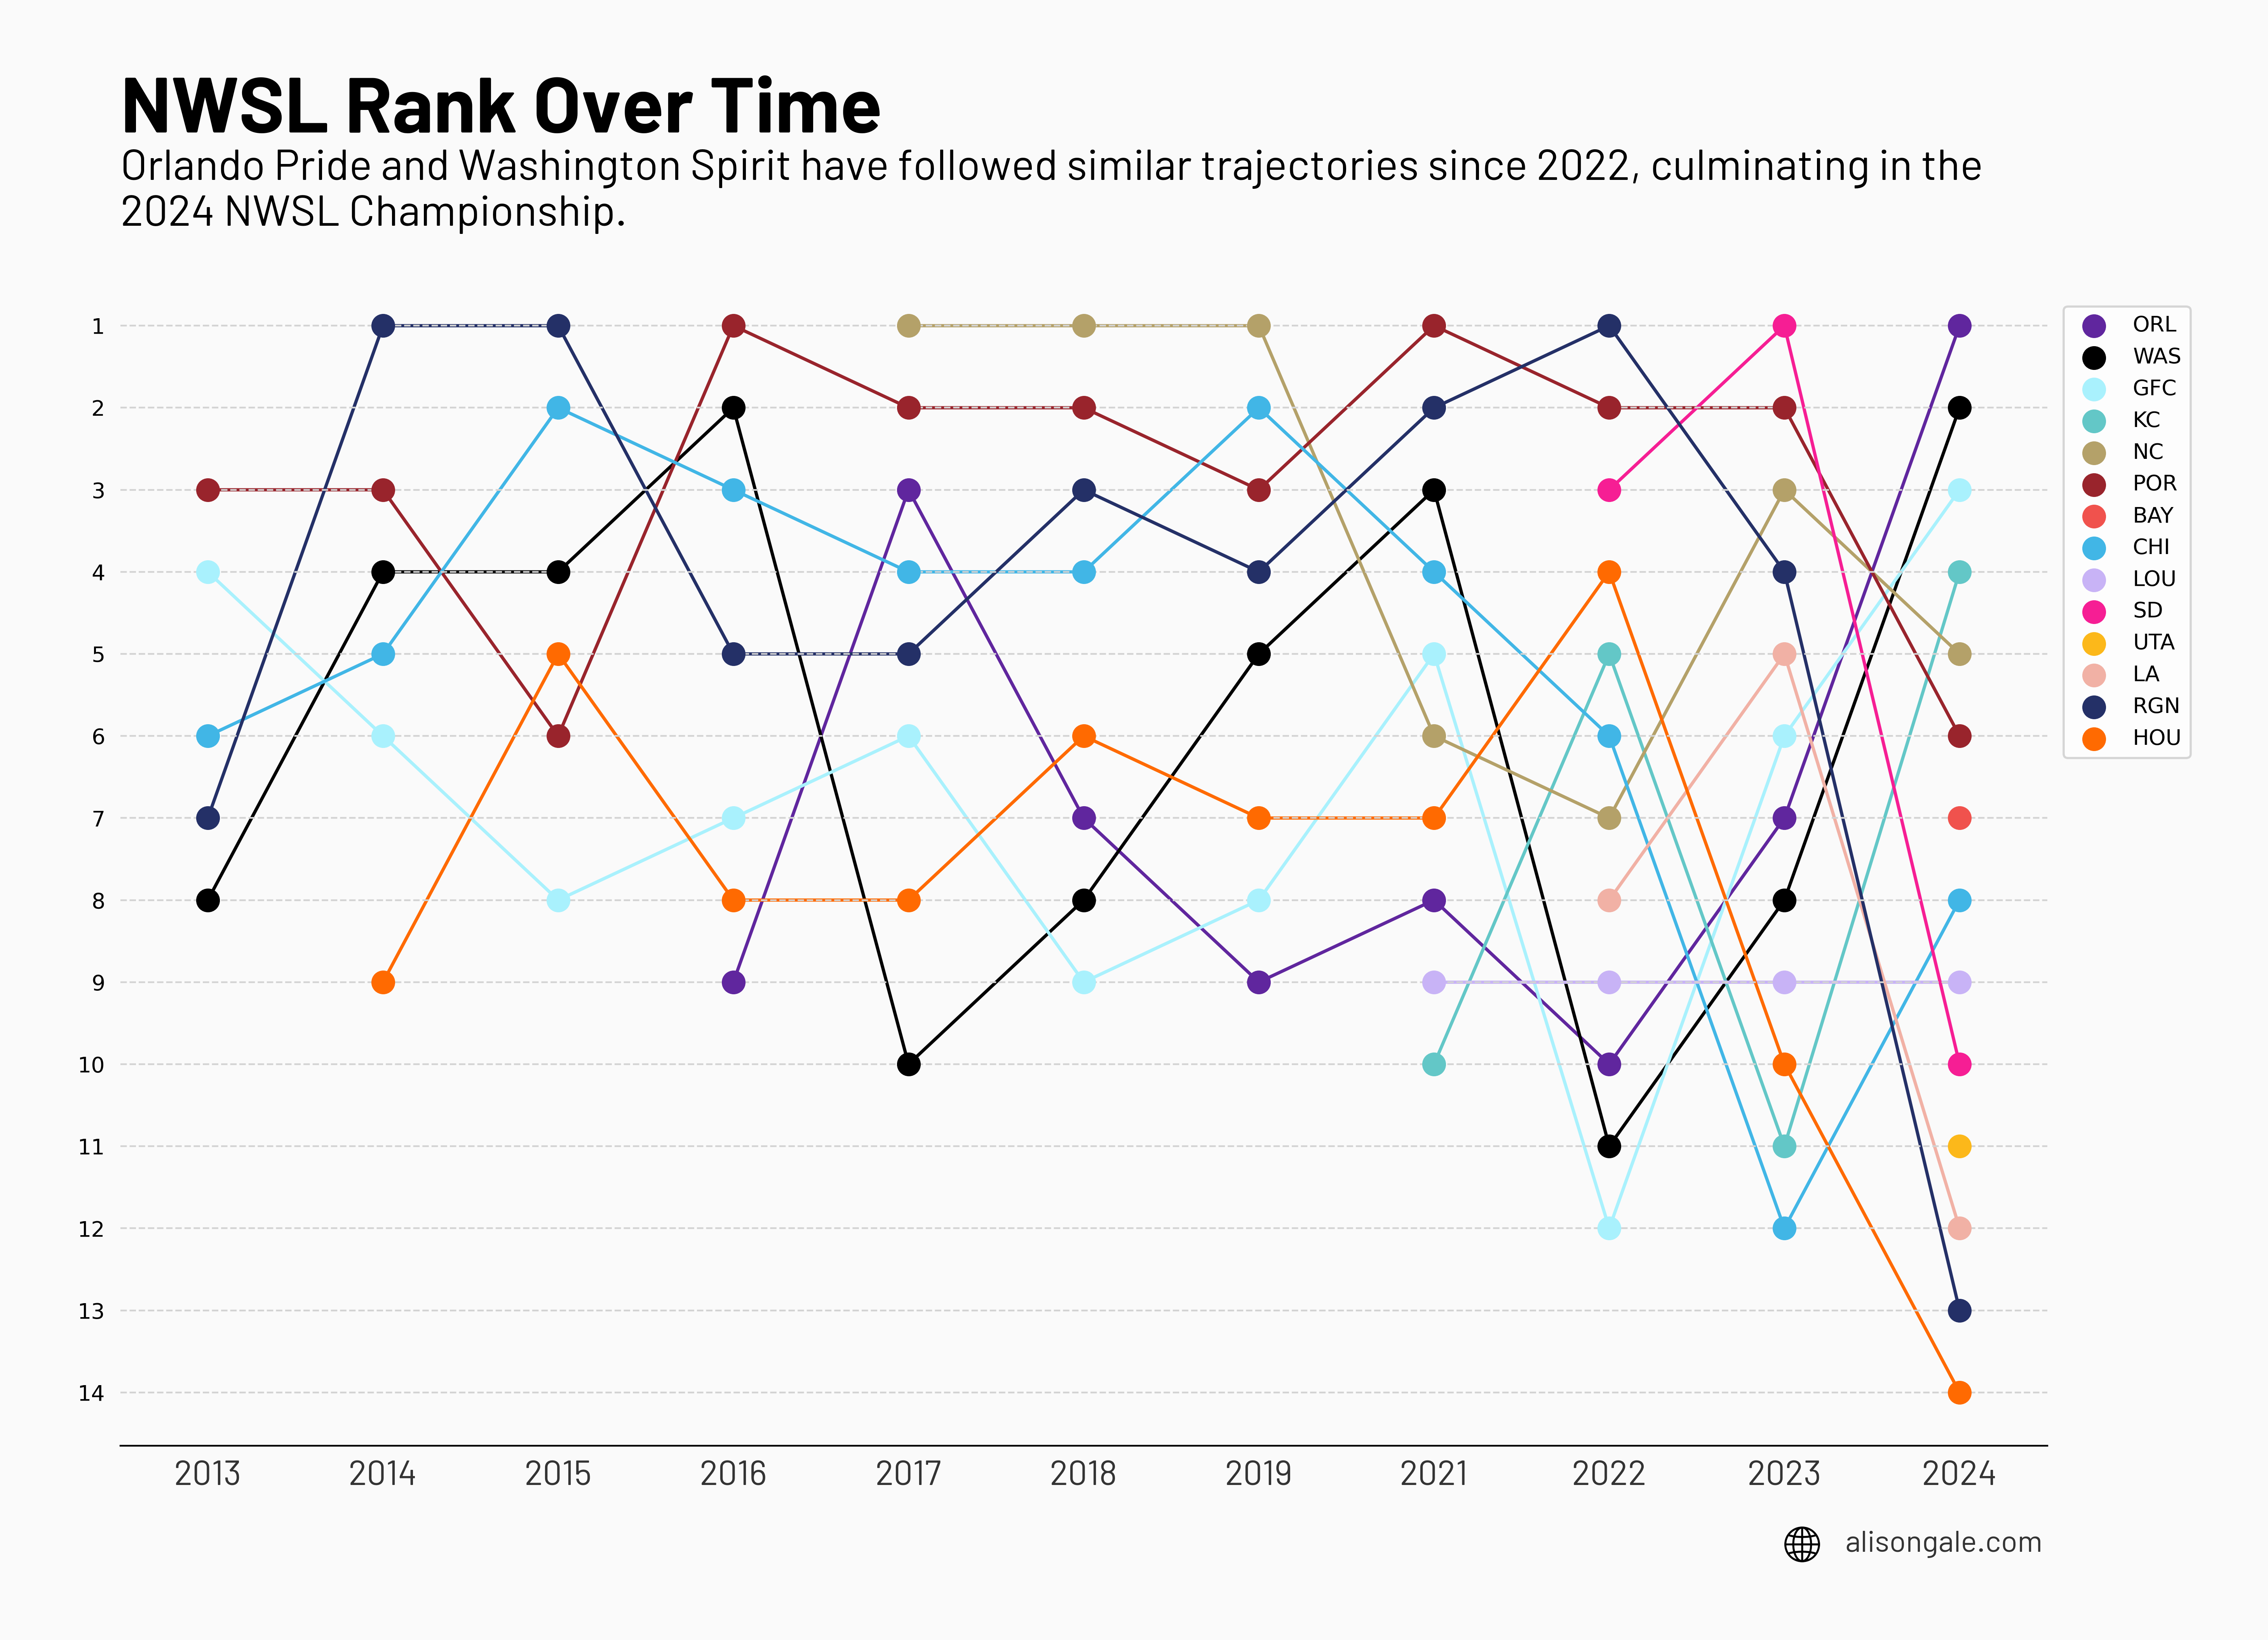 NWSL Rank Over Time
Orlando Pride and Washington Spirit have followed similar trajectories since 2022, culminating in the
2024 NWSL Championship.
1
2
3
4
5
6
7
8
9
10
11
12
13
14
ORL
WAS
GFC
KC
NC
POR
BAY
CHI
LOU
SD
UTA
LA
RGN
HOU
2013 2014 2015 2016 2017 2018 2019 2021 2022 2023 2024
alisongale.com